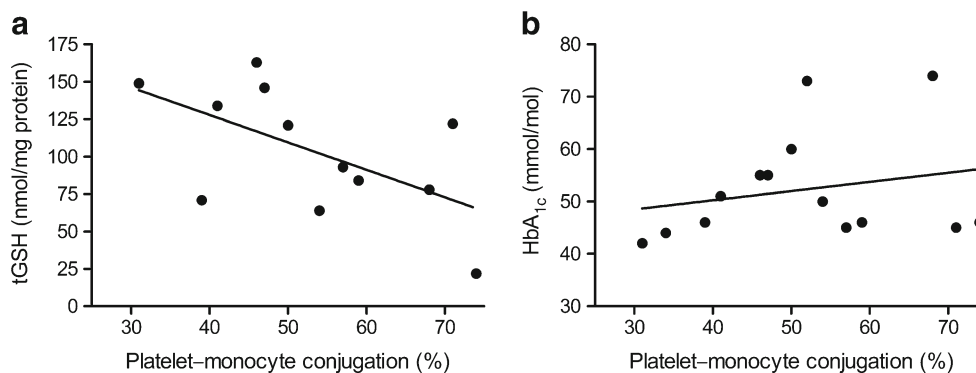 a
175
150
125
100
75
50
25
0
tGSH (nmol/mg protein)
30 40 50 60 70
Platelet–monocyte conjugation (%)
b
80
70
60
50
40
30
HbA1c (mmol/mol)
30 40 50 60 70
Platelet–monocyte conjugation (%)